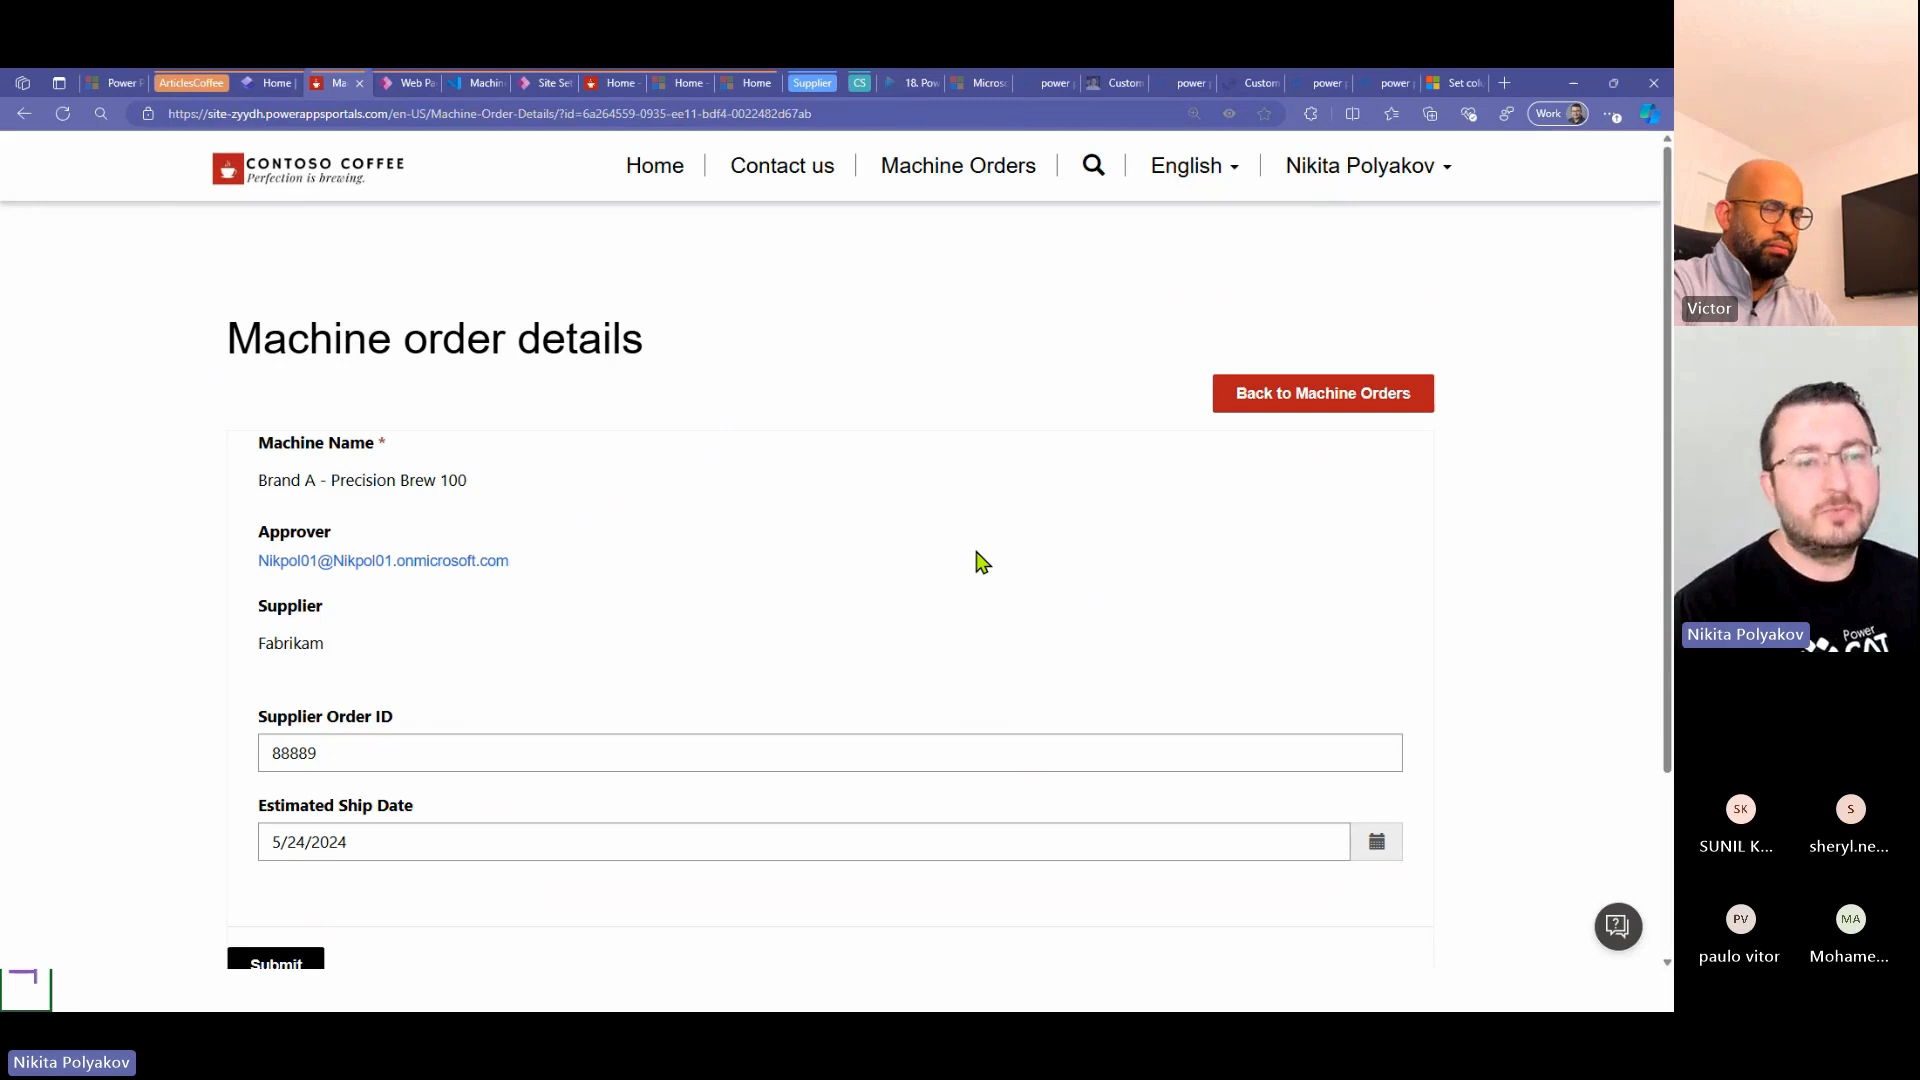 Power P
ArticlesCoffee
Home |
Ma
Web Pa
Machin
Site Set
Home -
Home -
Home
Supplier
CS
18. Pow
Micros
power
Custom
power
Custom
power
power
Set colo
https://site-zyydh.powerappsportals.com/en-US/Machine-Order-Details/?id=6a264559-0935-ee11-bdf4-0022482d67ab
Work
CONTOSO COFFEE
Perfection is brewing.
Home
Contact us
Machine Orders
English
Nikita Polyakov
Machine order details
Back to Machine Orders
Machine Name *
Brand A - Precision Brew 100
Approver
Nikpol01@Nikpol01.onmicrosoft.com
Supplier
Fabrikam
Supplier Order ID
88889
Estimated Ship Date
5/24/2024
Submit
Victor
Power
CAT
Nikita Polyakov
SK
SUNIL K...
S
sheryl.ne...
PV
paulo vitor
MA
Mohame...
Nikita Polyakov